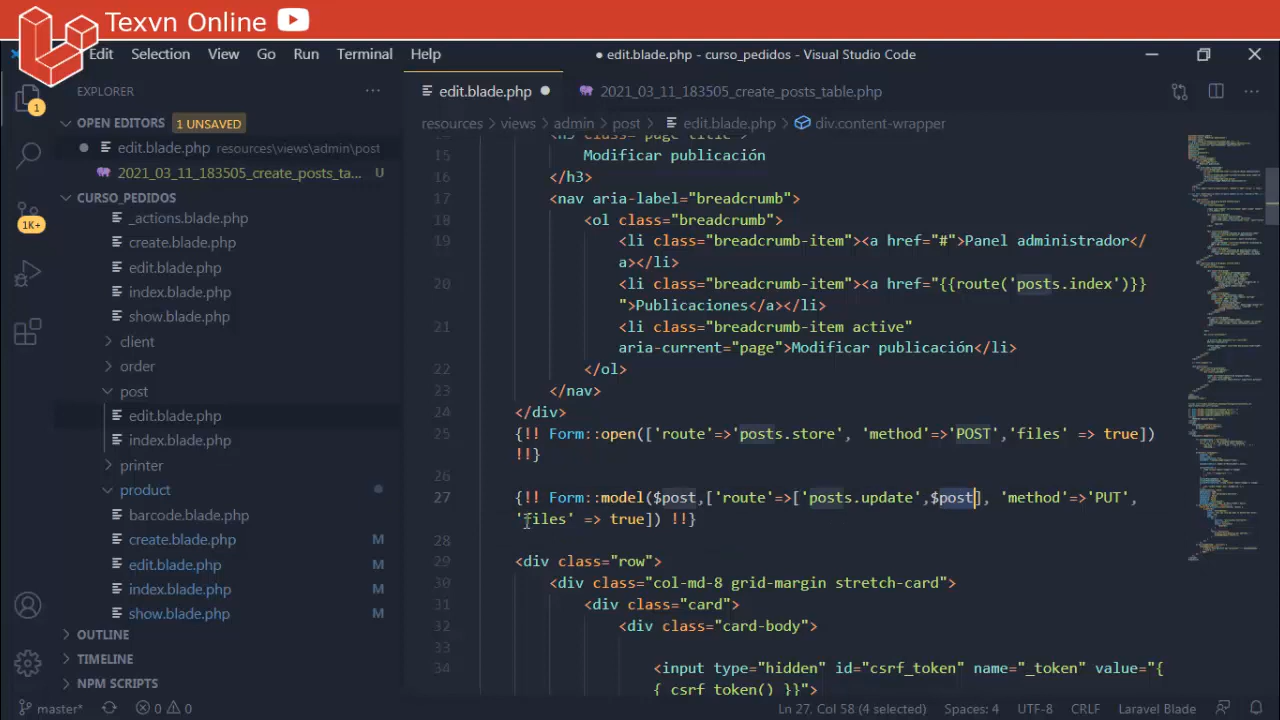 Texvn Online
Edit Selection View Go Run Terminal Help
● edit.blade.php - curso_pedidos - Visual Studio Code
EXPLORER
OPEN EDITORS 1 UNSAVED
edit.blade.php resources\views\admin\post
2021_03_11_183505_create_posts_ta... U
CURSO_PEDIDOS
_actions.blade.php
create.blade.php
edit.blade.php
index.blade.php
show.blade.php
client
order
post
edit.blade.php
index.blade.php
printer
product
barcode.blade.php
create.blade.php M
edit.blade.php M
index.blade.php M
show.blade.php M
OUTLINE
TIMELINE
NPM SCRIPTS
1
1K+
edit.blade.php 2021_03_11_183505_create_posts_table.php
resources > views > admin > post > edit.blade.php > div.content-wrapper
15 Modificar publicación
16 </h3>
17 <nav aria-label="breadcrumb">
18 <ol class="breadcrumb">
19 <li class="breadcrumb-item"><a href="#">Panel administrador</
a></li>
20 <li class="breadcrumb-item"><a href="{{route('posts.index')}}
">Publicaciones</a></li>
21 <li class="breadcrumb-item active"
aria-current="page">Modificar publicación</li>
22 </ol>
23 </nav>
24 </div>
25 {!! Form::open(['route'=>'posts.store', 'method'=>'POST','files' => true])
!!}
26
27 {!! Form::model($post,['route'=>['posts.update',$post], 'method'=>'PUT',
'files' => true]) !!}
28
29 <div class="row">
30 <div class="col-md-8 grid-margin stretch-card">
31 <div class="card">
32 <div class="card-body">
33
34 <input type="hidden" id="csrf_token" name="_token" value="{
{ csrf_token() }}">
master* 0 0 Ln 27, Col 58 (4 selected) Spaces: 4 UTF-8 CRLF Laravel Blade